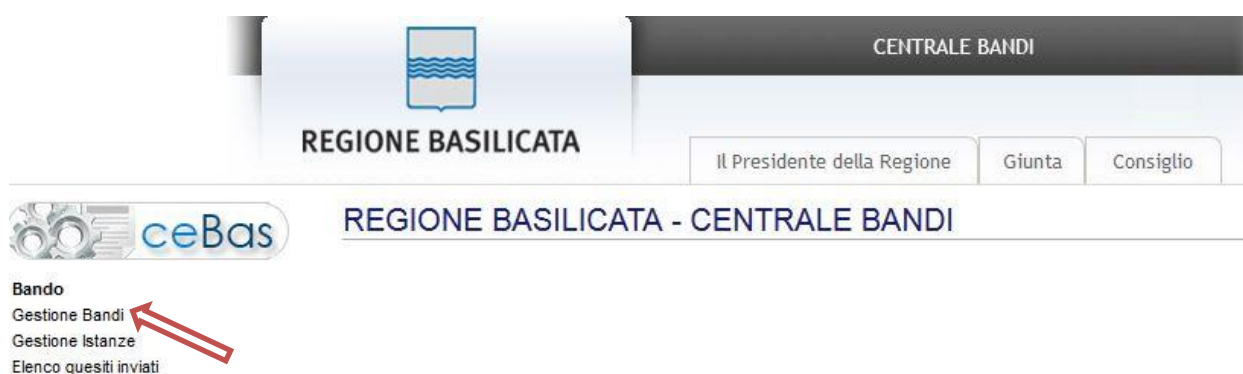 CENTRALE BANDI
REGIONE BASILICATA
Il Presidente della Regione Giunta Consiglio
ceBas
REGIONE BASILICATA - CENTRALE BANDI
Bando
Gestione Bandi
Gestione Istanze
Elenco quesiti inviati